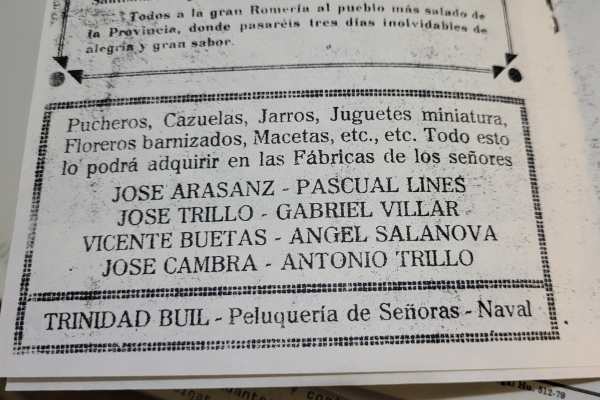 Todos a la gran Romería al pueblo más salado de
la Provincia, donde pasaréis tres días inolvidables de
alegría y gran sabor.
Pucheros, Cazuelas, Jarros, Juguetes miniatura,
Floreros barnizados, Macetas, etc., etc. Todo esto
lo podrá adquirir en las Fábricas de los señores
JOSE ARASANZ - PASCUAL LINES
JOSE TRILLO - GABRIEL VILLAR
VICENTE BUETAS - ANGEL SALANOVA
JOSE CAMBRA - ANTONIO TRILLO
TRINIDAD BUIL - Peluquería de Señoras - Naval
Hu. 512-79